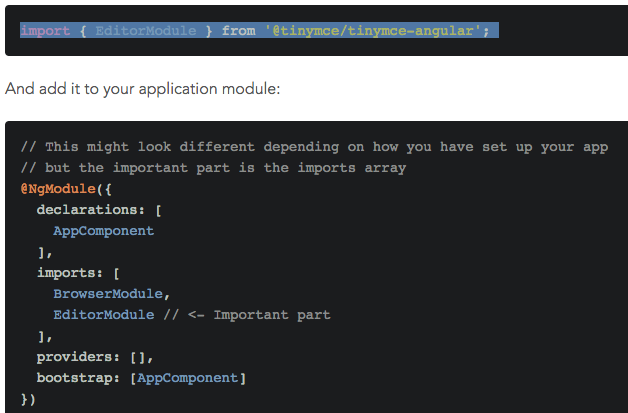 import { EditorModule } from '@tinymce/tinymce-angular';
And add it to your application module:
// This might look different depending on how you have set up your app
// but the important part is the imports array
@NgModule({
  declarations: [
    AppComponent
  ],
  imports: [
    BrowserModule,
    EditorModule // <- Important part
  ],
  providers: [],
  bootstrap: [AppComponent]
})